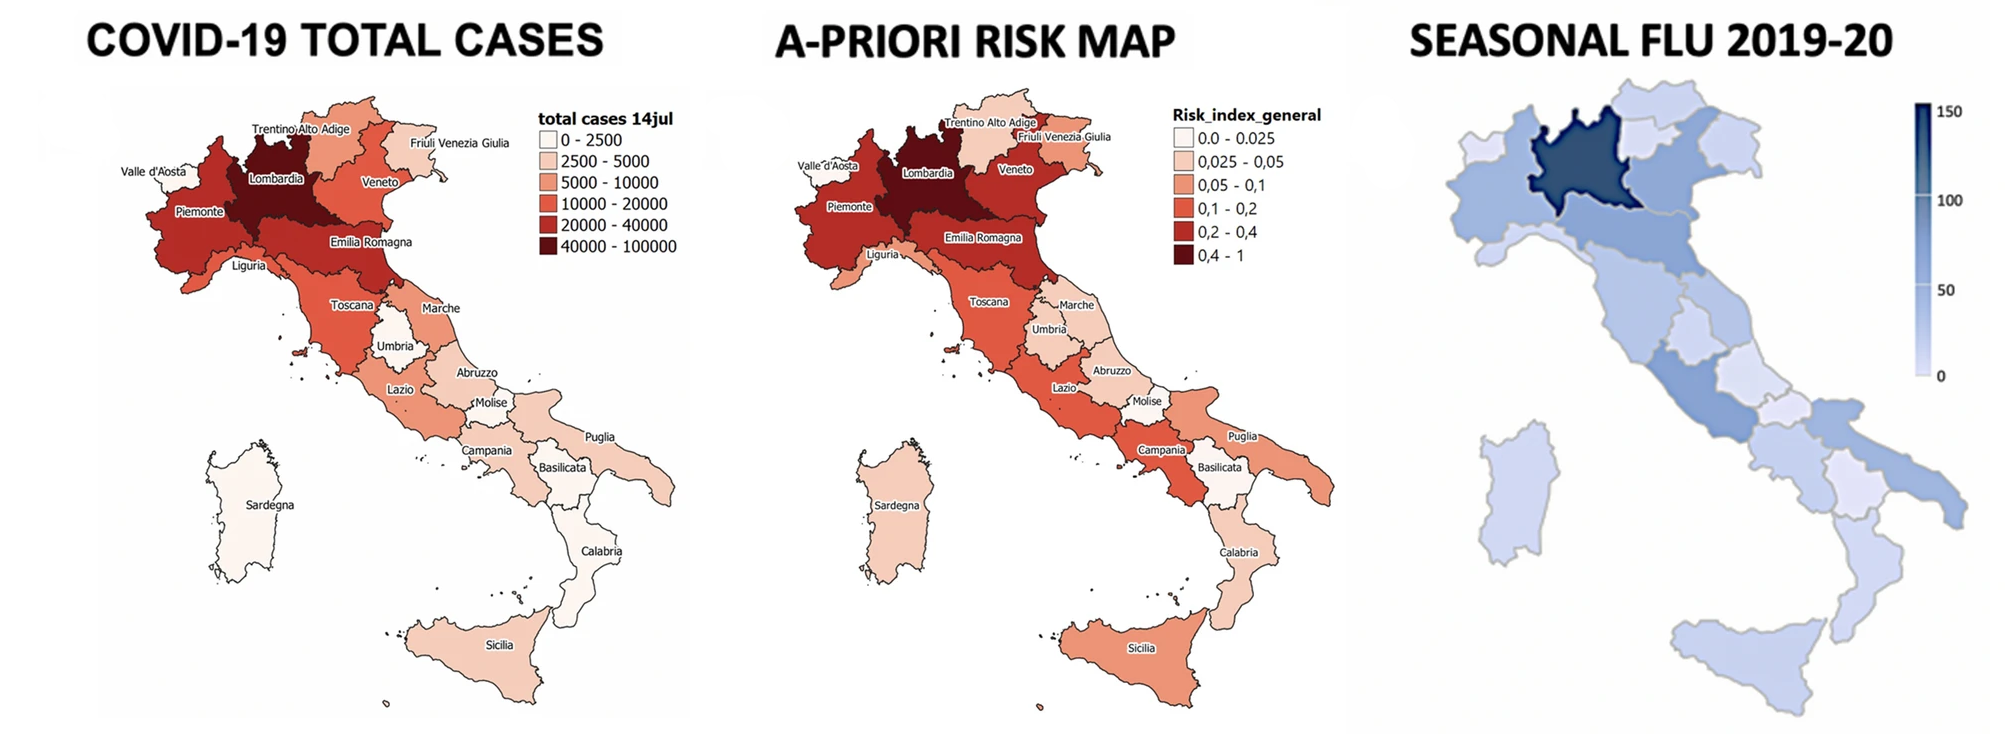 COVID-19 TOTAL CASES
total cases 14jul
0 - 2500
2500 - 5000
5000 - 10000
10000 - 20000
20000 - 40000
40000 - 100000
Trentino Alto Adige
Friuli Venezia Giulia
Valle d'Aosta
Lombardia
Veneto
Piemonte
Emilia Romagna
Liguria
Toscana
Marche
Umbria
Abruzzo
Lazio
Molise
Puglia
Campania
Basilicata
Sardegna
Calabria
Sicilia
A-PRIORI RISK MAP
Risk_index_general
0.0 - 0.025
0,025 - 0,05
0,05 - 0,1
0,1 - 0,2
0,2 - 0,4
0,4 - 1
Trentino Alto Adige
Friuli Venezia Giulia
Valle d'Aosta
Lombardia
Veneto
Piemonte
Emilia Romagna
Liguria
Toscana
Marche
Umbria
Abruzzo
Lazio
Molise
Puglia
Campania
Basilicata
Sardegna
Calabria
Sicilia
SEASONAL FLU 2019-20
150
100
50
0